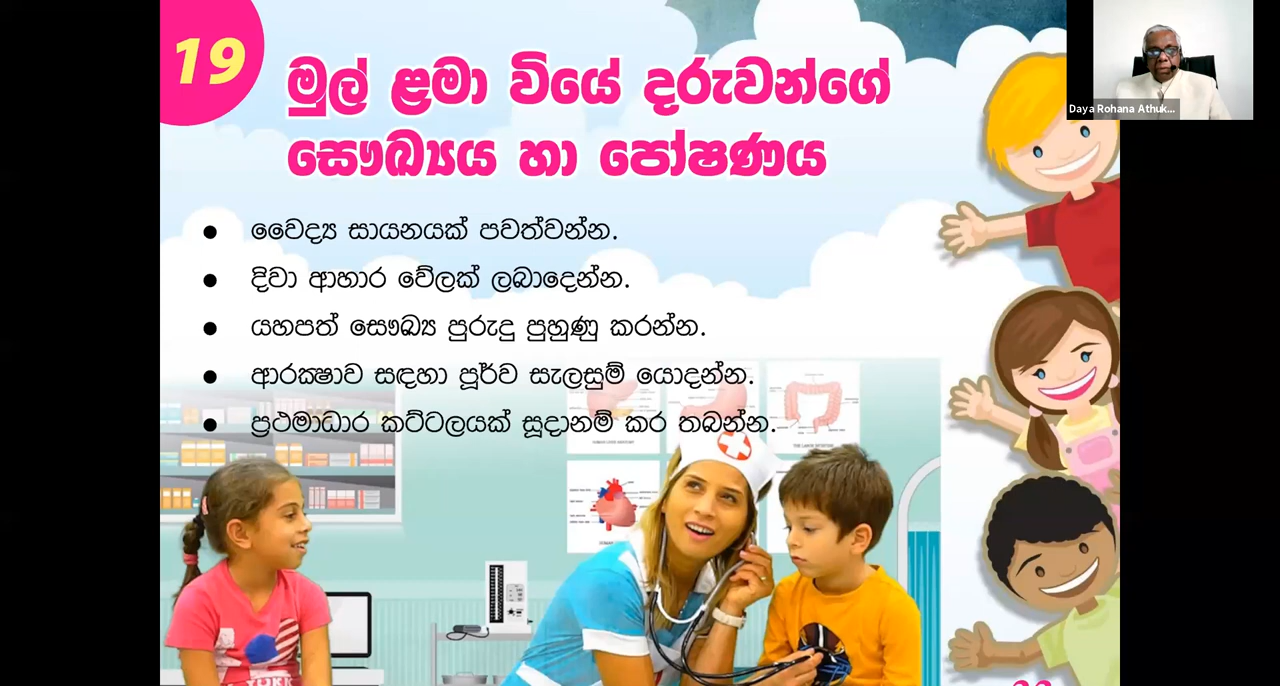 19
මුල් ළමා වියේ දරුවන්ගේ
සෞඛ්‍යය හා පෝෂණය
● වෛද්‍ය සායනයක් පවත්වන්න.
● දිවා ආහාර වේලක් ලබාදෙන්න.
● යහපත් සෞඛ්‍ය පුරුදු පුහුණු කරන්න.
● ආරක්ෂාව සඳහා පූර්ව සැලසුම් යොදන්න.
● ප්‍රථමාධාර කට්ටලයක් සූදානම් කර තබන්න.
Daya Rohana Athuk...